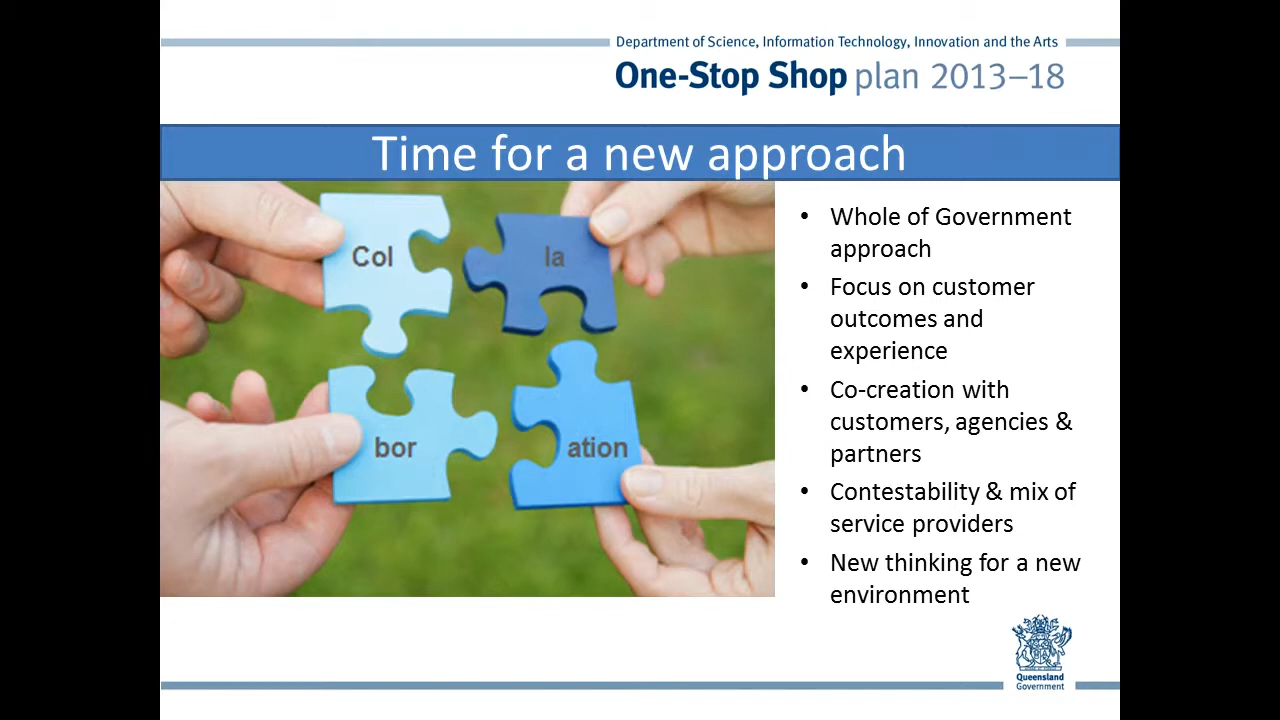 Department of Science, Information Technology, Innovation and the Arts
One-Stop Shop plan 2013–18
Time for a new approach
Col
la
bor
ation
• Whole of Government
approach
• Focus on customer
outcomes and
experience
• Co-creation with
customers, agencies &
partners
• Contestability & mix of
service providers
• New thinking for a new
environment
Queensland
Government